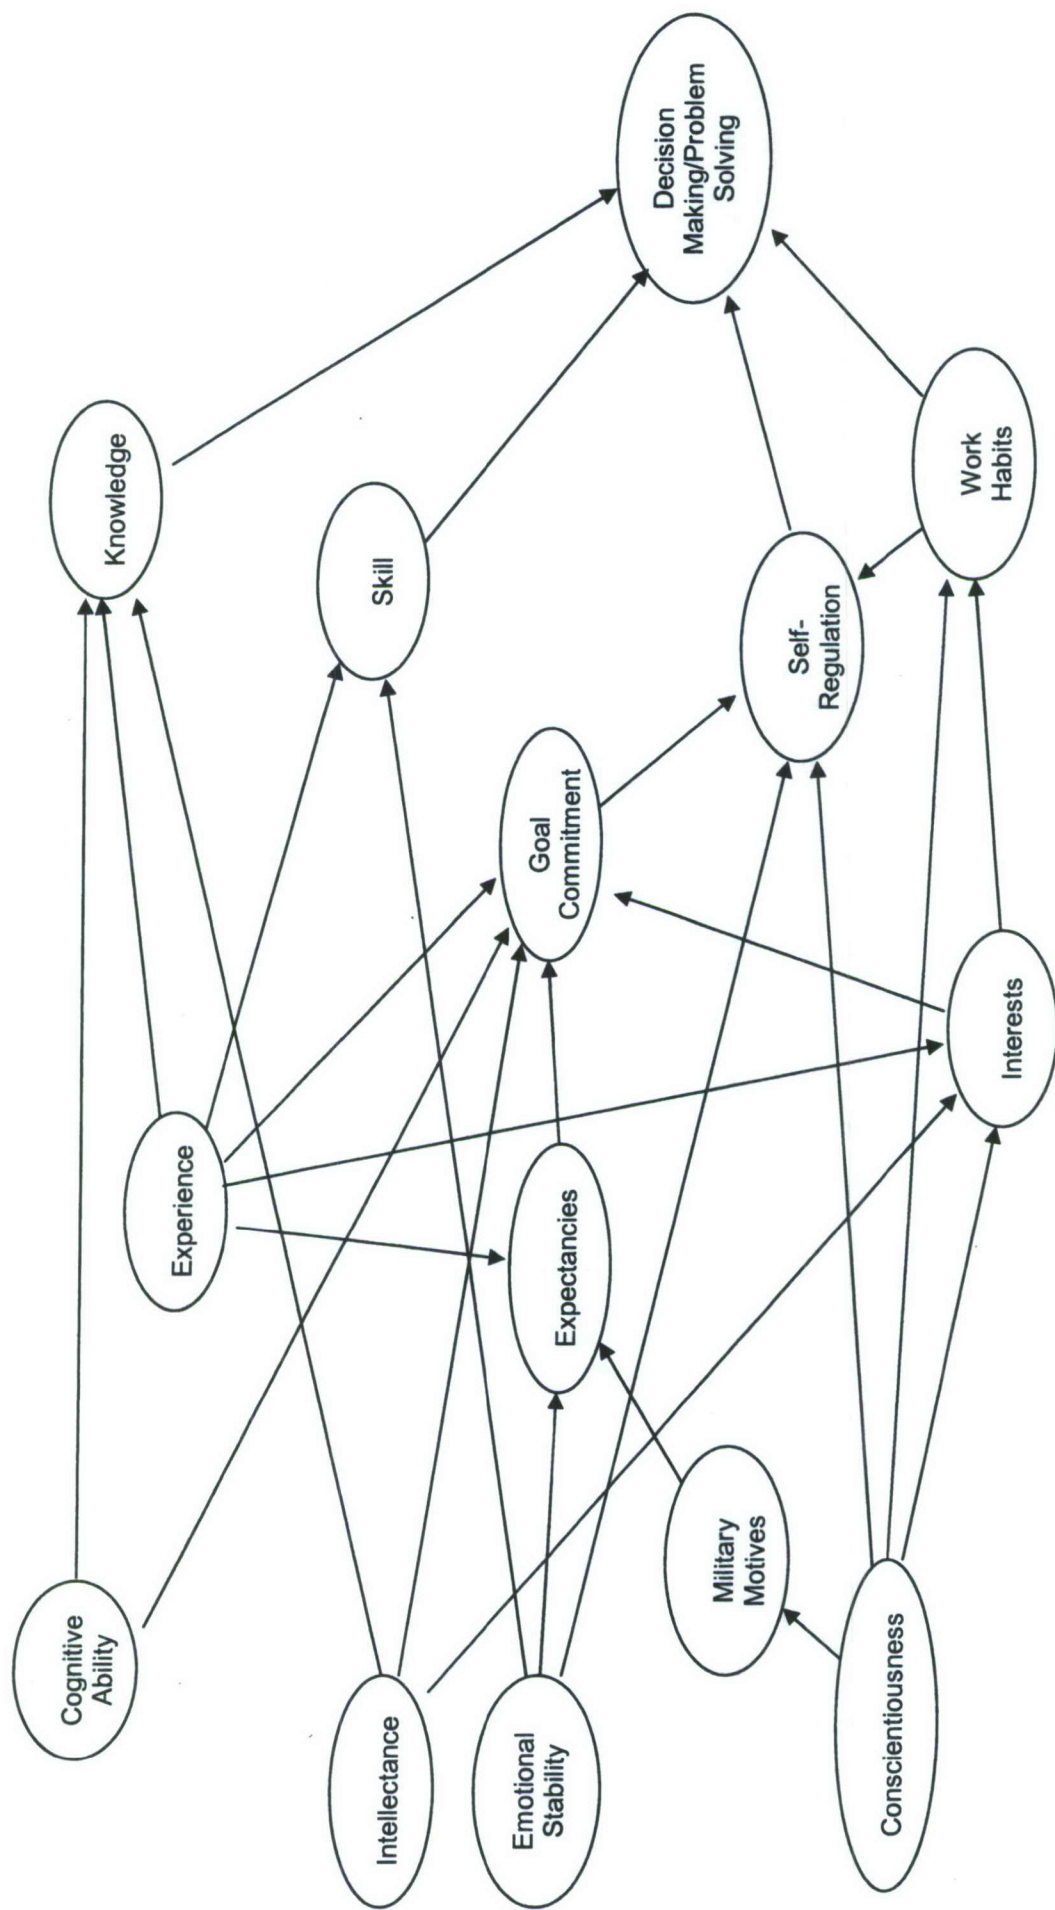 Cognitive
Ability
Experience
Knowledge
Intellectance
Skill
Emotional
Stability
Expectancies
Goal
Commitment
Decision
Making/Problem
Solving
Military
Motives
Self-
Regulation
Conscientiousness
Interests
Work
Habits